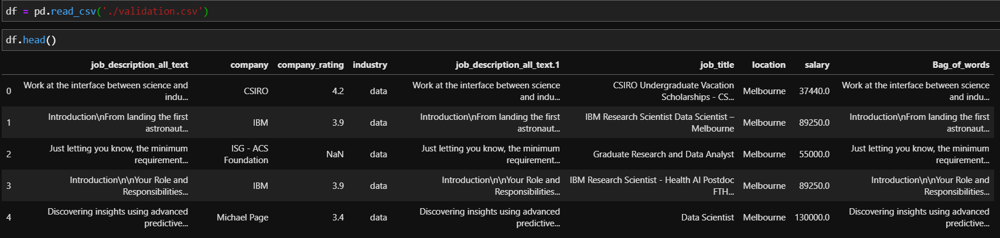 df = pd.read_csv('./validation.csv')
df.head()
job_description_all_text company company_rating industry job_description_all_text.1 job_title location salary Bag_of_words
0 Work at the interface between science and indu... CSIRO 4.2 data Work at the interface between science and indu... CSIRO Undergraduate Vacation Scholarships - CS... Melbourne 37440.0 Work at the interface between science and indu...
1 Introduction\nFrom landing the first astronaut... IBM 3.9 data Introduction\nFrom landing the first astronaut... IBM Research Scientist Data Scientist – Melbourne Melbourne 89250.0 Introduction\nFrom landing the first astronaut...
2 Just letting you know, the minimum requirement... ISG - ACS Foundation NaN data Just letting you know, the minimum requirement... Graduate Research and Data Analyst Melbourne 55000.0 Just letting you know, the minimum requirement...
3 Introduction\n\nYour Role and Responsibilities... IBM 3.9 data Introduction\n\nYour Role and Responsibilities... IBM Research Scientist - Health AI Postdoc FTH... Melbourne 89250.0 Introduction\n\nYour Role and Responsibilities...
4 Discovering insights using advanced predictive... Michael Page 3.4 data Discovering insights using advanced predictive... Data Scientist Melbourne 130000.0 Discovering insights using advanced predictive...